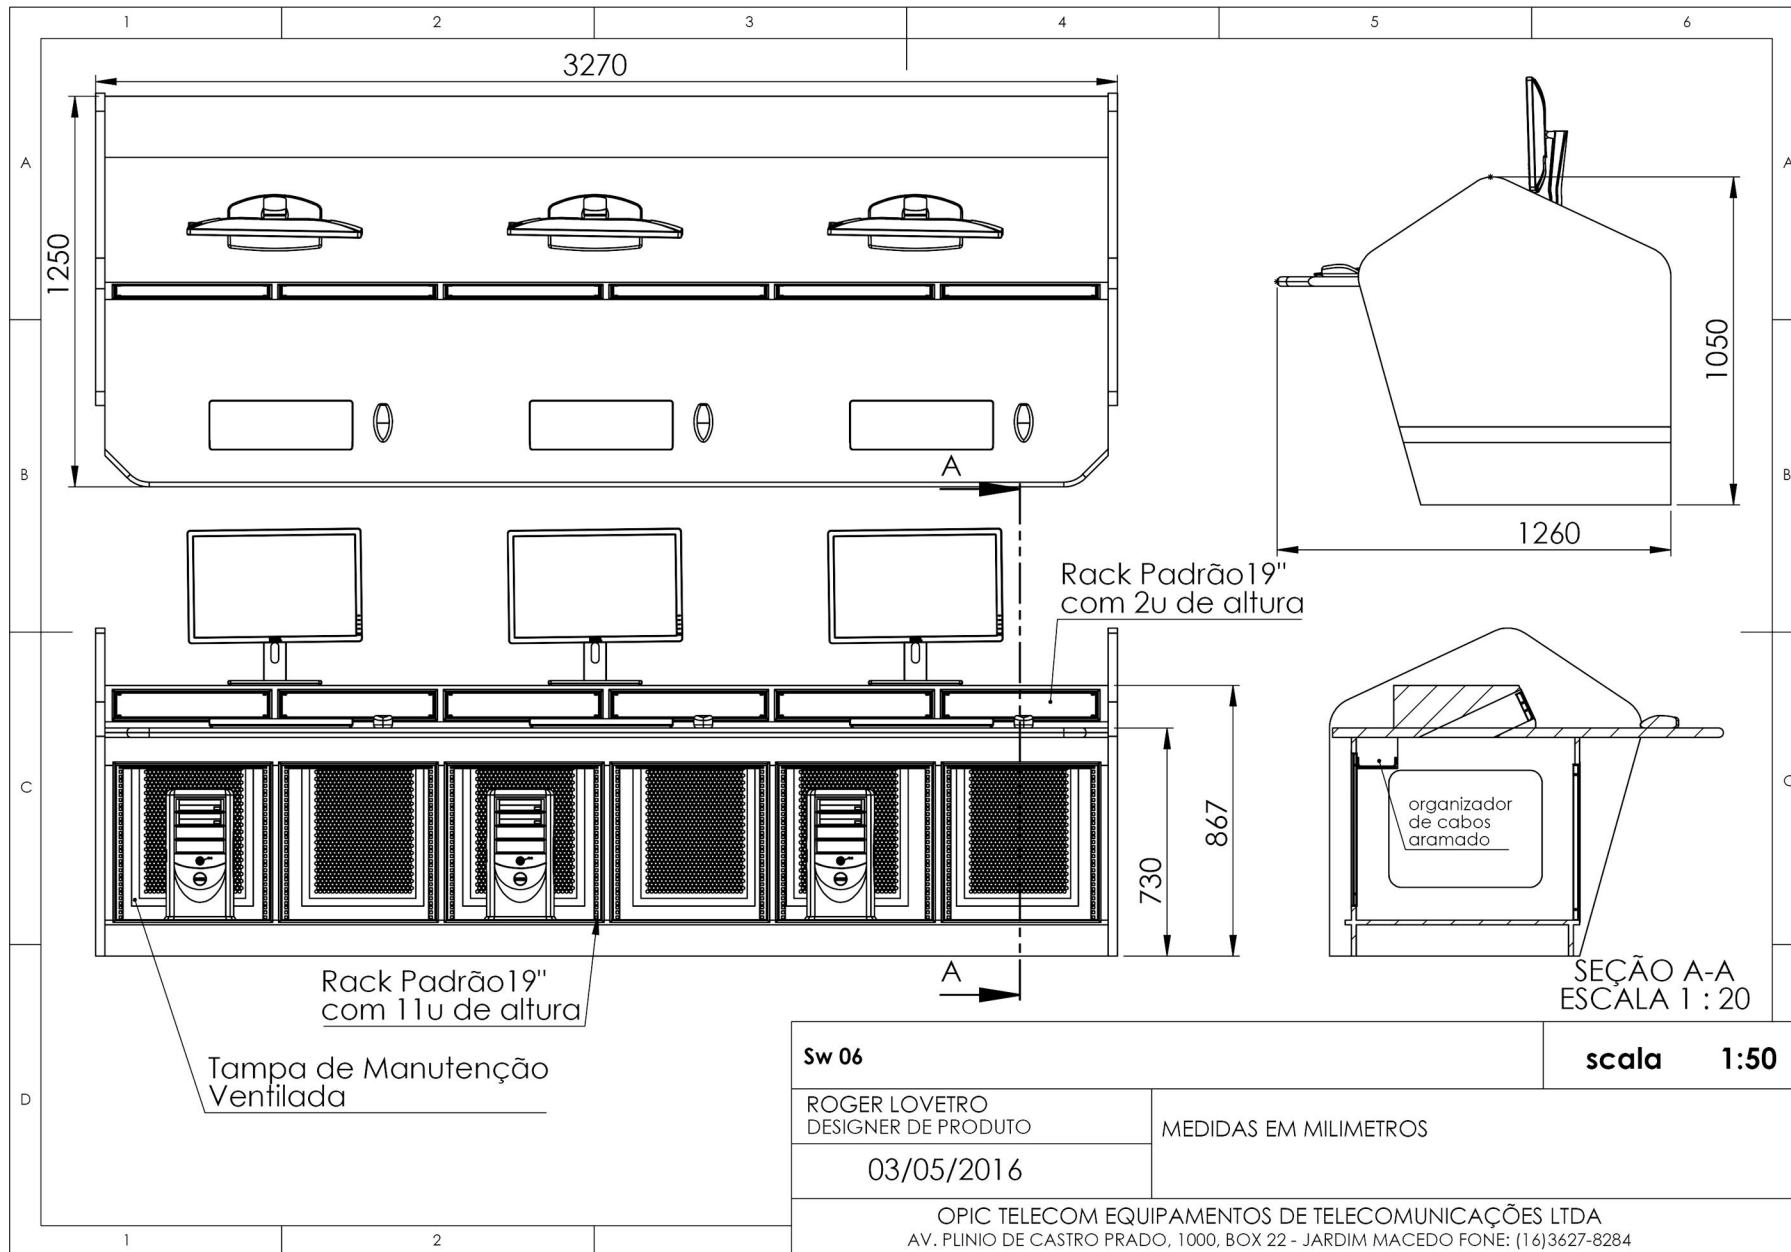 1 2 3 4 5 6
3270
A A
1250
1050
B B
A
1260
Rack Padrão19"
com 2u de altura
C C
organizador
de cabos
aramado
867
730
A
SEÇÃO A-A
ESCALA 1 : 20
Rack Padrão19"
com 11u de altura
Tampa de Manutenção
Ventilada
D
Sw 06 scala 1:50
ROGER LOVETRO
DESIGNER DE PRODUTO
MEDIDAS EM MILIMETROS
03/05/2016
OPIC TELECOM EQUIPAMENTOS DE TELECOMUNICAÇÕES LTDA
AV. PLINIO DE CASTRO PRADO, 1000, BOX 22 - JARDIM MACEDO FONE: (16)3627-8284
1 2